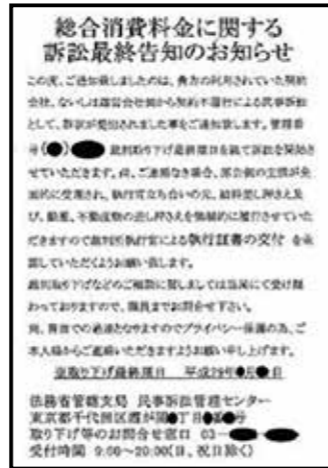 総合消費料金に関する
訴訟最終告知のお知らせ
この度、ご通知致しましたのは、貴方の利用されていた契約
会社、ないしは運営会社側から契約不履行による民事訴訟
として、訴状が提出されました事をご通知致します。管理番
号(●) 裁判取り下げ最終期日を経て訴訟を開始さ
せていただきます。尚、ご連絡なき場合、原告側の主張が全
面的に受理され、執行官立ち合いの元、給料差し押さえ及
び、動産、不動産物の差し押さえを強制的に履行させていた
だきますので裁判所執行官による執行証書の交付 を承
諾していただくようお願い致します。
裁判取り下げなどのご相談に関しましては当局にて受け賜
わっておりますので、職員までお問合せ下さい。
尚、書面での通達となりますのでプライバシー保護の為、ご
本人様からご連絡いただきますようお願い申し上げます。
※取り下げ最終期日 平成29年●月●日
法務省管轄支局 民事訴訟管理センター
東京都千代田区霞が関●丁目●番●号
取り下げ等のお問合せ窓口 03-
受付時間 9:00~20:00(日、祝日除く)